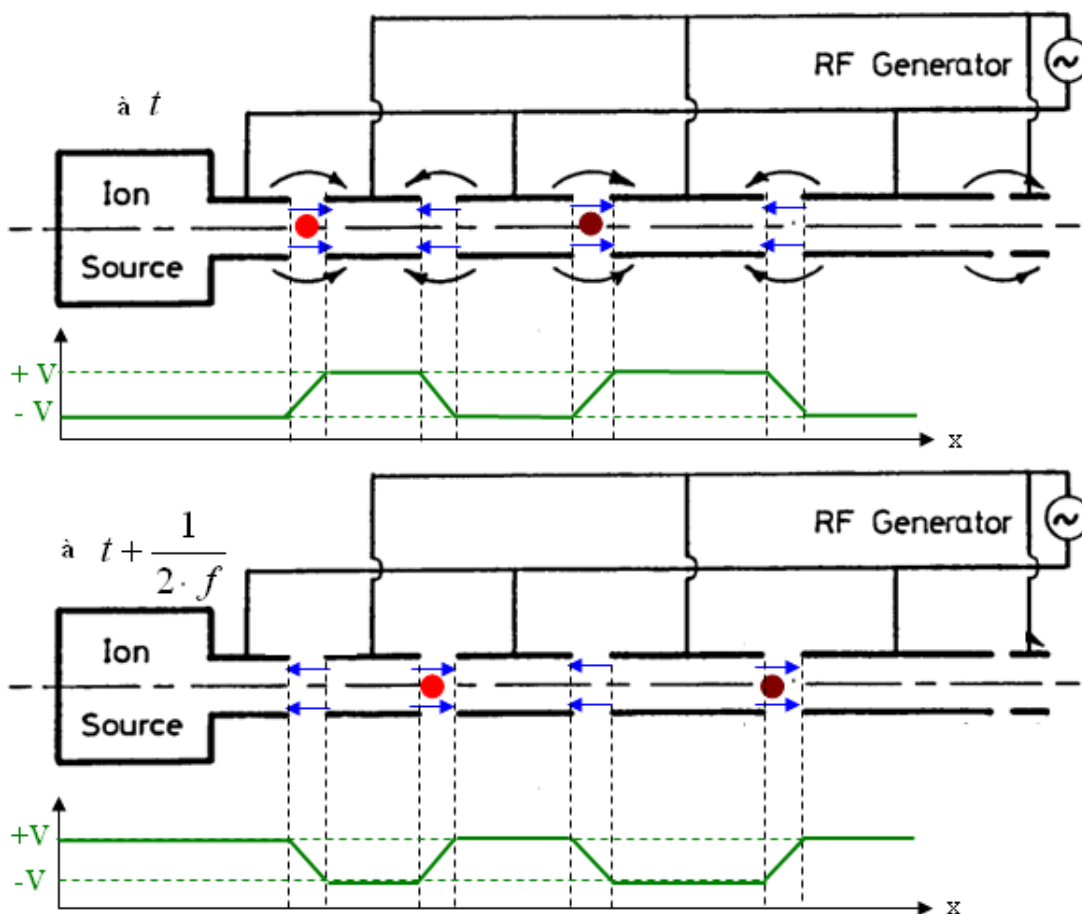 RF Generator
à t
Ion
Source
+ V
- V
x
RF Generator
à t + 1/(2 · f)
Ion
Source
+V
-V
x